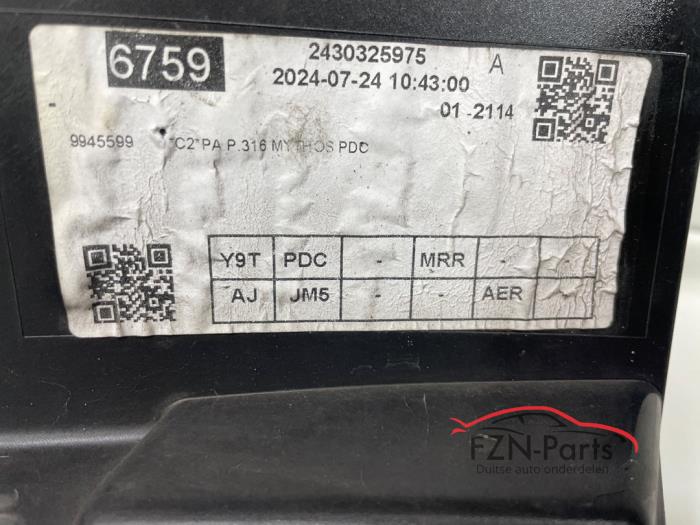 6759
2430325975 A
2024-07-24 10:43:00
01 -2114
9945599 "C2"PA P.316 MYTHOS PDC
Y9T PDC - MRR - -
AJ JM5 - - AER -
FZN-Parts
Duitse auto onderdelen